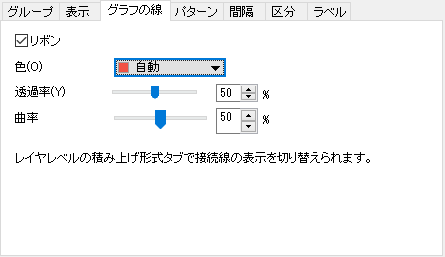 グループ 表示 グラフの線 パターン 間隔 区分 ラベル
リボン
色(O) 自動
透過率(Y) 50 %
曲率 50 %
レイヤレベルの積み上げ形式タブで接続線の表示を切り替えられます。